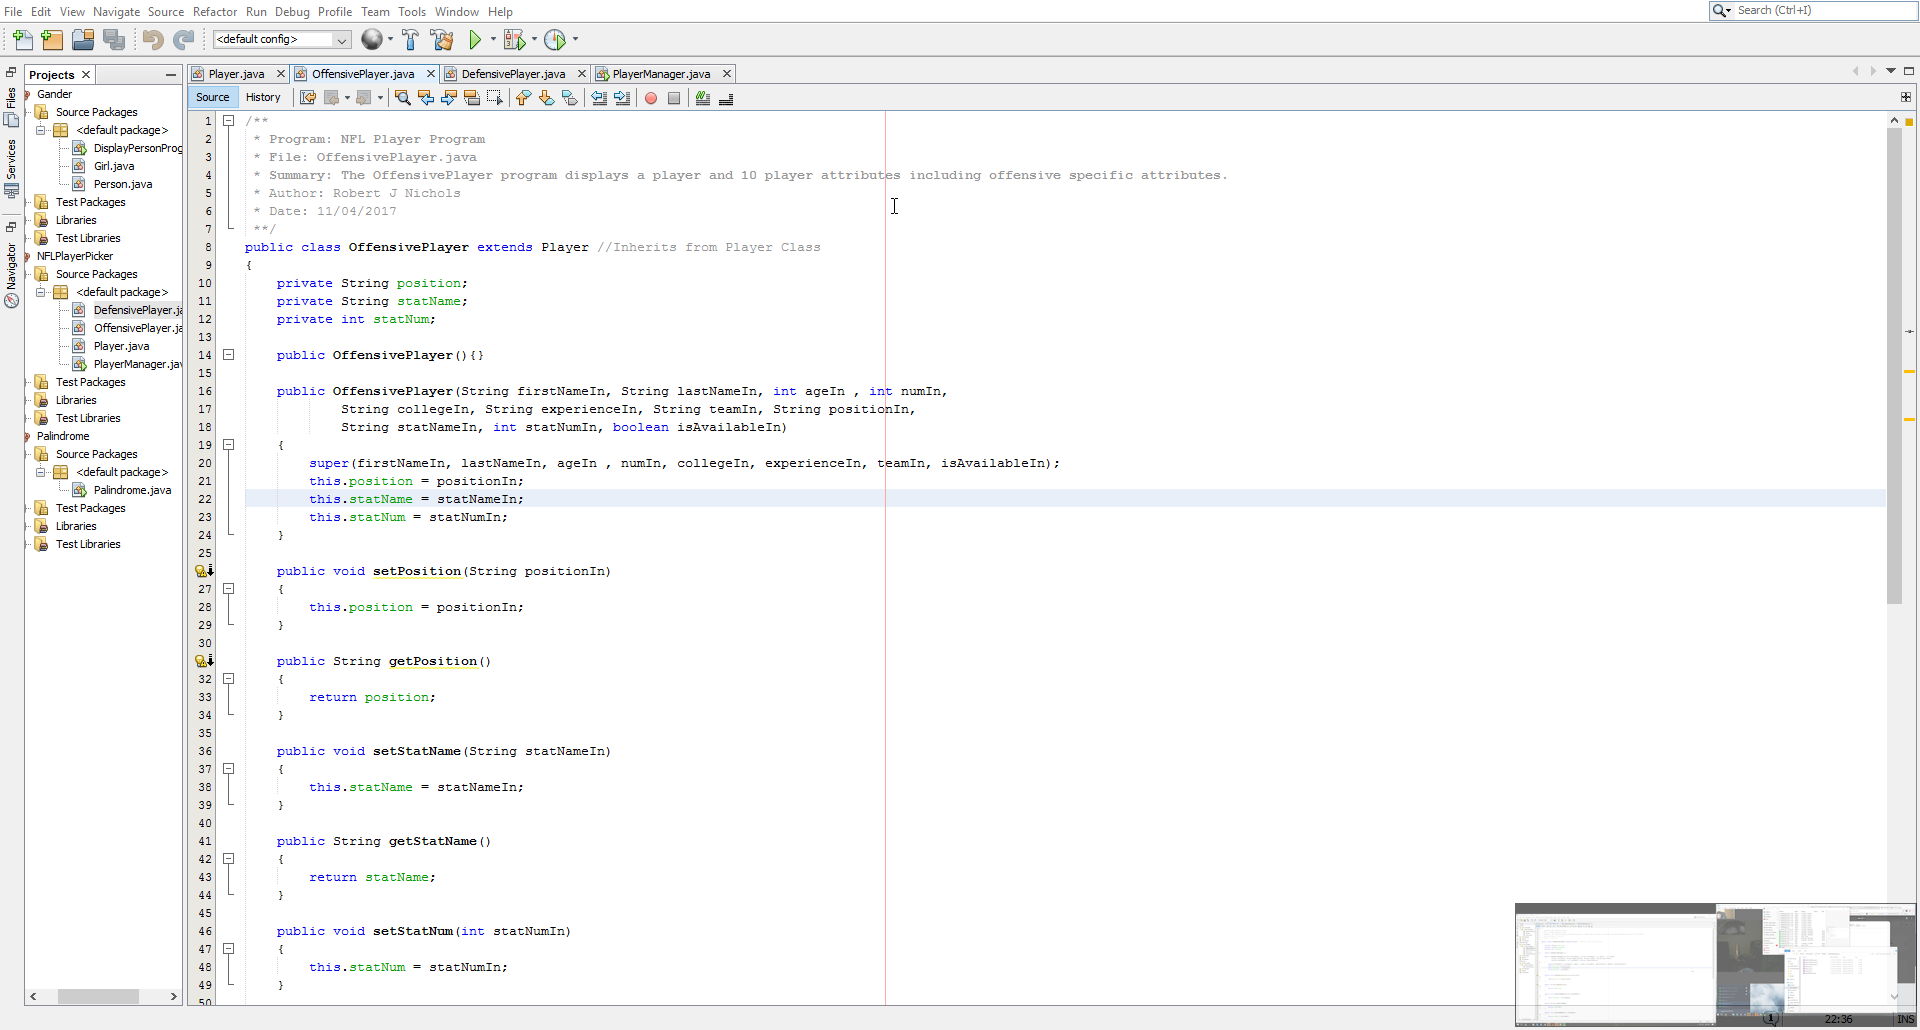 File Edit View Navigate Source Refactor Run Debug Profile Team Tools Window Help
Search (Ctrl+I)
<default config>
Files
Services
Navigator
Projects
Gander
Source Packages
<default package>
DisplayPersonProg
Girl.java
Person.java
Test Packages
Libraries
Test Libraries
NFLPlayerPicker
Source Packages
<default package>
DefensivePlayer.ja
OffensivePlayer.ja
Player.java
PlayerManager.jav
Test Packages
Libraries
Test Libraries
Palindrome
Source Packages
<default package>
Palindrome.java
Test Packages
Libraries
Test Libraries
Player.java OffensivePlayer.java DefensivePlayer.java PlayerManager.java
Source History
1 /**
2 * Program: NFL Player Program
3 * File: OffensivePlayer.java
4 * Summary: The OffensivePlayer program displays a player and 10 player attributes including offensive specific attributes.
5 * Author: Robert J Nichols
6 * Date: 11/04/2017
7 **/
8 public class OffensivePlayer extends Player //Inherits from Player Class
9 {
10 private String position;
11 private String statName;
12 private int statNum;
13
14 public OffensivePlayer(){}
15
16 public OffensivePlayer(String firstNameIn, String lastNameIn, int ageIn , int numIn,
17 String collegeIn, String experienceIn, String teamIn, String positionIn,
18 String statNameIn, int statNumIn, boolean isAvailableIn)
19 {
20 super(firstNameIn, lastNameIn, ageIn , numIn, collegeIn, experienceIn, teamIn, isAvailableIn);
21 this.position = positionIn;
22 this.statName = statNameIn;
23 this.statNum = statNumIn;
24 }
25
public void setPosition(String positionIn)
27 {
28 this.position = positionIn;
29 }
30
public String getPosition()
32 {
33 return position;
34 }
35
36 public void setStatName(String statNameIn)
37 {
38 this.statName = statNameIn;
39 }
40
41 public String getStatName()
42 {
43 return statName;
44 }
45
46 public void setStatNum(int statNumIn)
47 {
48 this.statNum = statNumIn;
49 }
50
22:36 INS